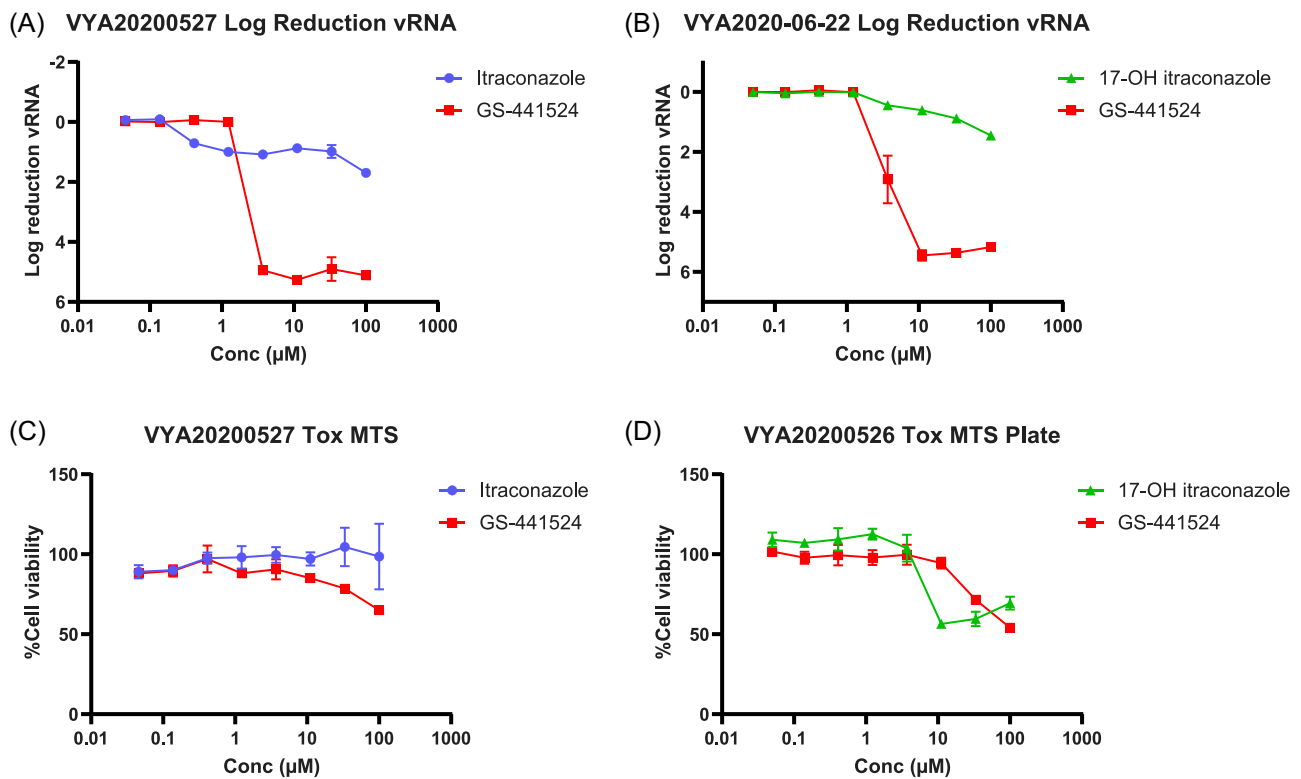 (A) VYA20200527 Log Reduction vRNA
-2
0
2
4
6
Log reduction vRNA
0.01 0.1 1 10 100 1000
Conc (µM)
Itraconazole
GS-441524
(B) VYA2020-06-22 Log Reduction vRNA
0
2
4
6
Log reduction vRNA
0.01 0.1 1 10 100 1000
Conc (µM)
17-OH itraconazole
GS-441524
(C) VYA20200527 Tox MTS
150
100
50
0
%Cell viability
0.01 0.1 1 10 100 1000
Conc (µM)
Itraconazole
GS-441524
(D) VYA20200526 Tox MTS Plate
150
100
50
0
%Cell viability
0.01 0.1 1 10 100 1000
Conc (µM)
17-OH itraconazole
GS-441524